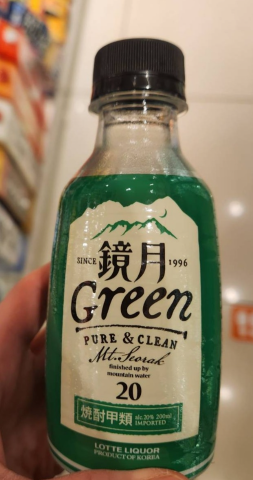 SINCE 鏡月 1996
Green
PURE & CLEAN
Mt. Seorak
finished up by
mountain water
20
焼酎甲類 alc.20% 200ml
IMPORTED
LOTTE LIQUOR
PRODUCT OF KOREA